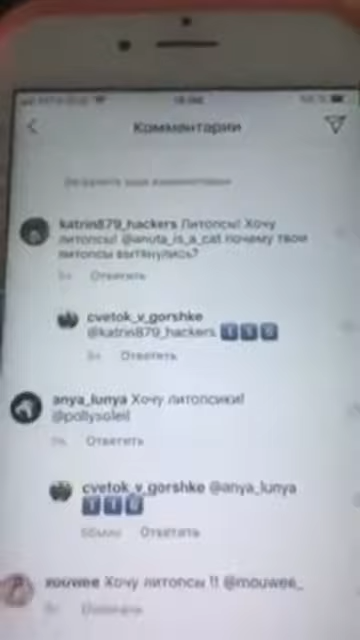 Комментарии
katrin879_hackers Литопсы! Хочу
литопсы! @anuta_is_a_cat почему твои
литопсы вытянулись?
Ответить
cvetok_v_gorshke
@katrin879_hackers
Ответить
anya_lunya Хочу литопсики!
@pollysoleil
Ответить
cvetok_v_gorshke @anya_lunya
Ответить
Хочу литопсы !! @mouwee_